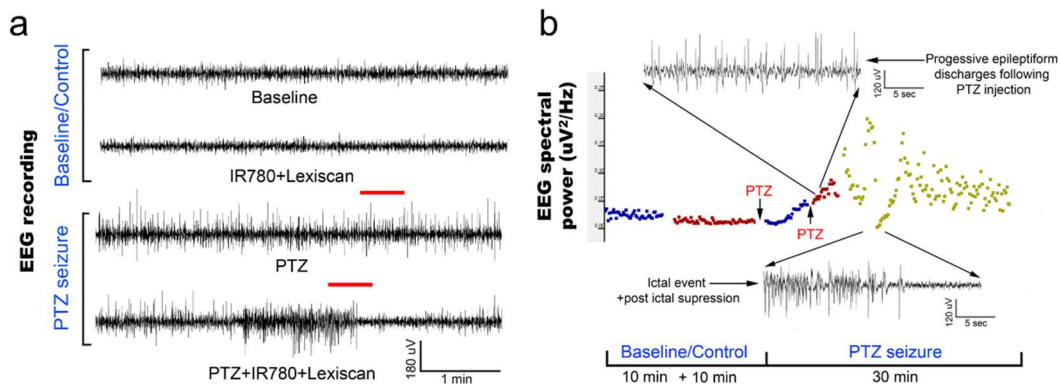 a
EEG recording
Baseline/Control
PTZ seizure
Baseline
IR780+Lexiscan
PTZ
PTZ+IR780+Lexiscan
180 uV
1 min
b
EEG spectral
power (uV²/Hz)
Progessive epileptiform
discharges following
PTZ injection
120 uV
5 sec
PTZ
PTZ
Ictal event
+post ictal supression
120 uV
5 sec
Baseline/Control
PTZ seizure
10 min + 10 min
30 min